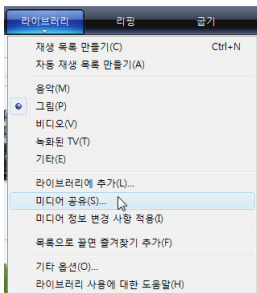 라이브러리 리핑 굽기
재생 목록 만들기(C) Ctrl+N
자동 재생 목록 만들기(A)
음악(M)
그림(P)
비디오(V)
녹화된 TV(T)
기타(E)
라이브러리에 추가(L)...
미디어 공유(S)...
미디어 정보 변경 사항 적용(I)
목록으로 끌면 즐겨찾기 추가(F)
기타 옵션(O)...
라이브러리 사용에 대한 도움말(H)